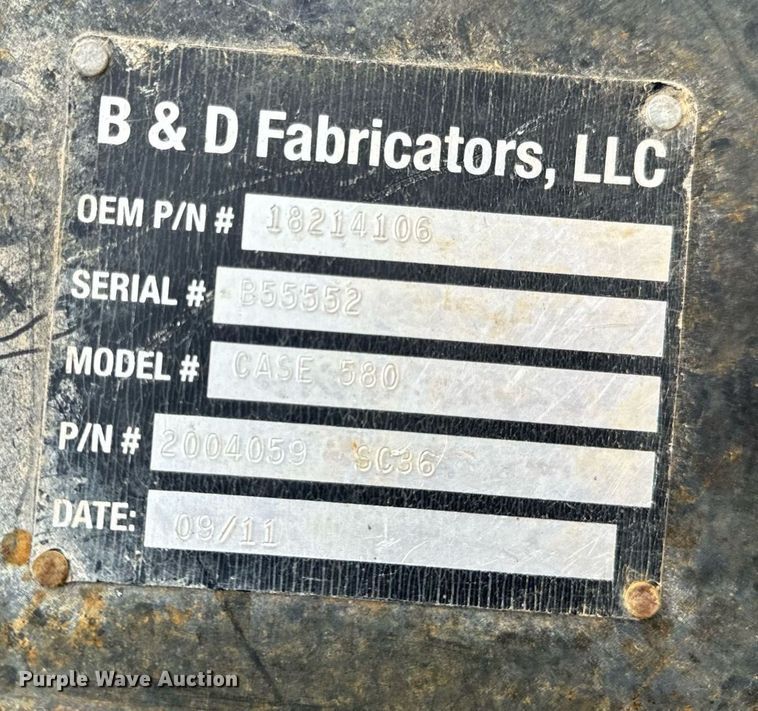 B & D Fabricators, LLC
OEM P/N # 18214106
SERIAL # B55552
MODEL # CASE 580
P/N # 2004059 SC36
DATE: 09/11
Purple Wave Auction